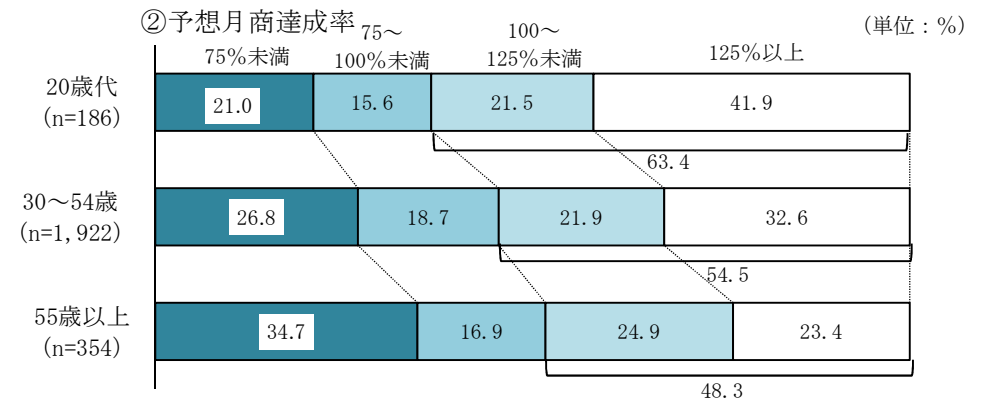 ②予想月商達成率
(単位:%)
75%未満
75～
100%未満
100～
125%未満
125%以上
20歳代
(n=186)
21.0
15.6
21.5
41.9
63.4
30～54歳
(n=1,922)
26.8
18.7
21.9
32.6
54.5
55歳以上
(n=354)
34.7
16.9
24.9
23.4
48.3